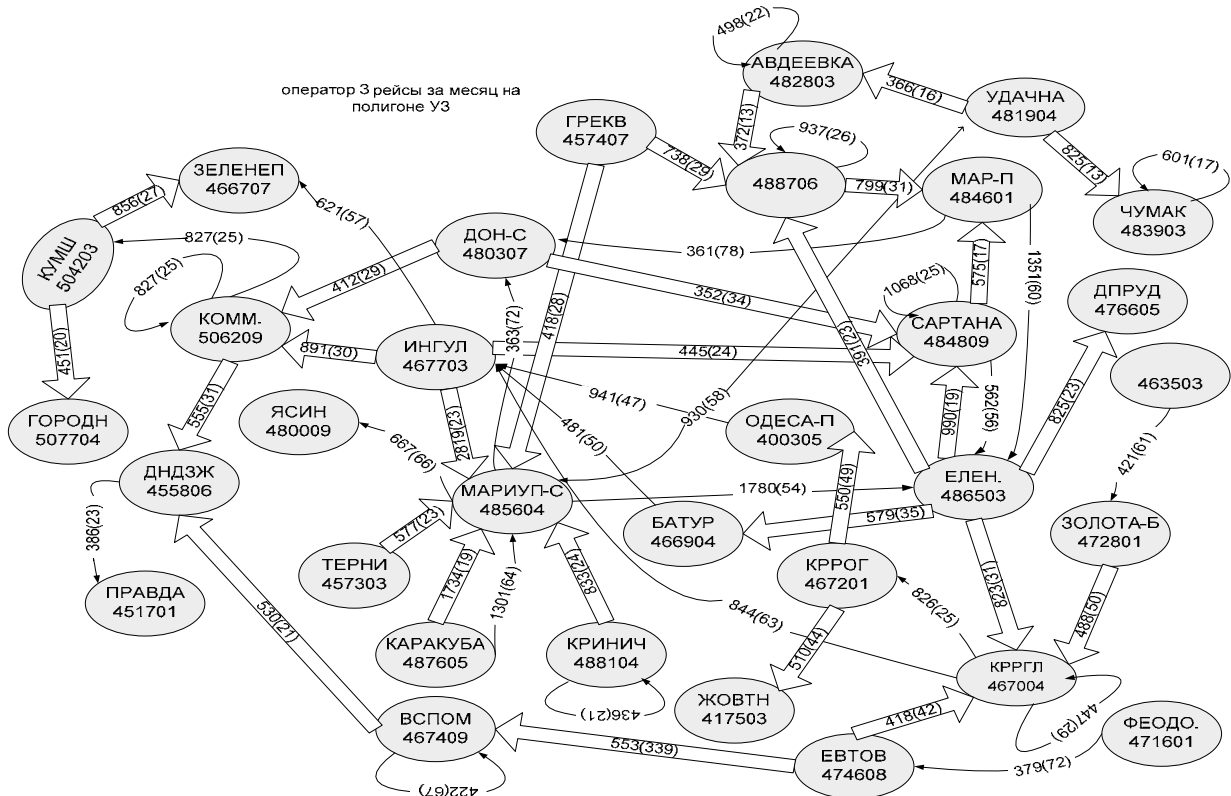 498(22)
АВДЕЕВКА
482803
366(16)
УДАЧНА
481904
оператор 3 рейсы за месяц на
полигоне УЗ
ГРЕКВ
457407
372(13)
937(26)
825(13)
601(17)
ЗЕЛЕНЕП
466707
738(29)
488706
799(31)
МАР-П
484601
ЧУМАК
483903
856(27)
621(57)
КУМШ
504203
827(25)
827(25)
ДОН-С
480307
361(78)
575(17)
1351(60)
412(29)
352(34)
1068(25)
ДПРУД
476605
КОММ.
506209
363(72)
418(28)
391(23)
САРТАНА
484809
451(20)
891(30)
ИНГУЛ
467703
445(24)
463503
555(31)
ЯСИН
480009
2819(23)
941(47)
930(58)
562(56)
825(23)
ГОРОДН
507704
667(66)
481(50)
ОДЕСА-П
400305
990(19)
421(61)
ДНДЗЖ
455806
МАРИУП-С
485604
1780(54)
550(49)
ЕЛЕН.
486503
386(23)
577(23)
579(35)
БАТУР
466904
ЗОЛОТА-Б
472801
ТЕРНИ
457303
833(24)
КРРОГ
467201
823(31)
ПРАВДА
451701
1734(19)
1301(64)
844(63)
826(25)
488(50)
530(21)
КАРАКУБА
487605
КРИНИЧ
488104
510(44)
КРРГЛ
467004
ЖОВТН
417503
436(21)
418(42)
447(29)
ВСПОМ
467409
ФЕОДО.
471601
553(339)
ЕВТОВ
474608
379(72)
422(67)